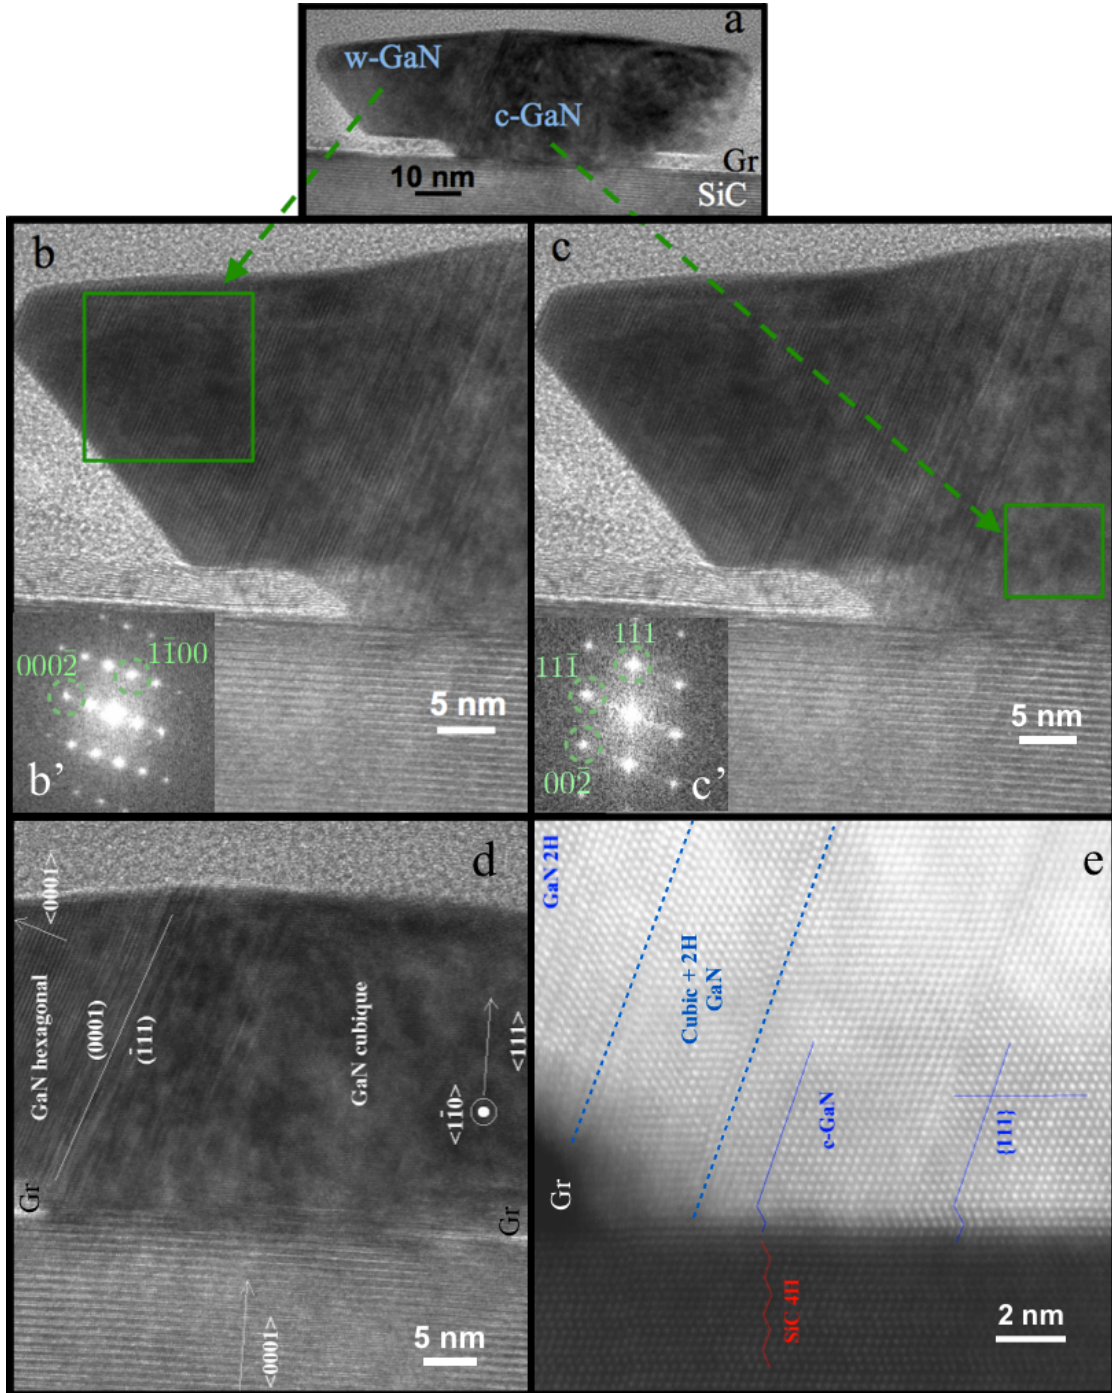 a
w-GaN
c-GaN
Gr
10 nm
SiC
b
c
0002̄
11̄00
5 nm
b’
111
111̄
002̄
5 nm
c’
d
<0001>
GaN hexagonal
(0001)
(1̄11)
GaN cubique
<111>
<11̄0>
Gr
Gr
<0001>
5 nm
e
GaN 2H
Cubic + 2H
GaN
c-GaN
{111}
Gr
SiC 4H
2 nm